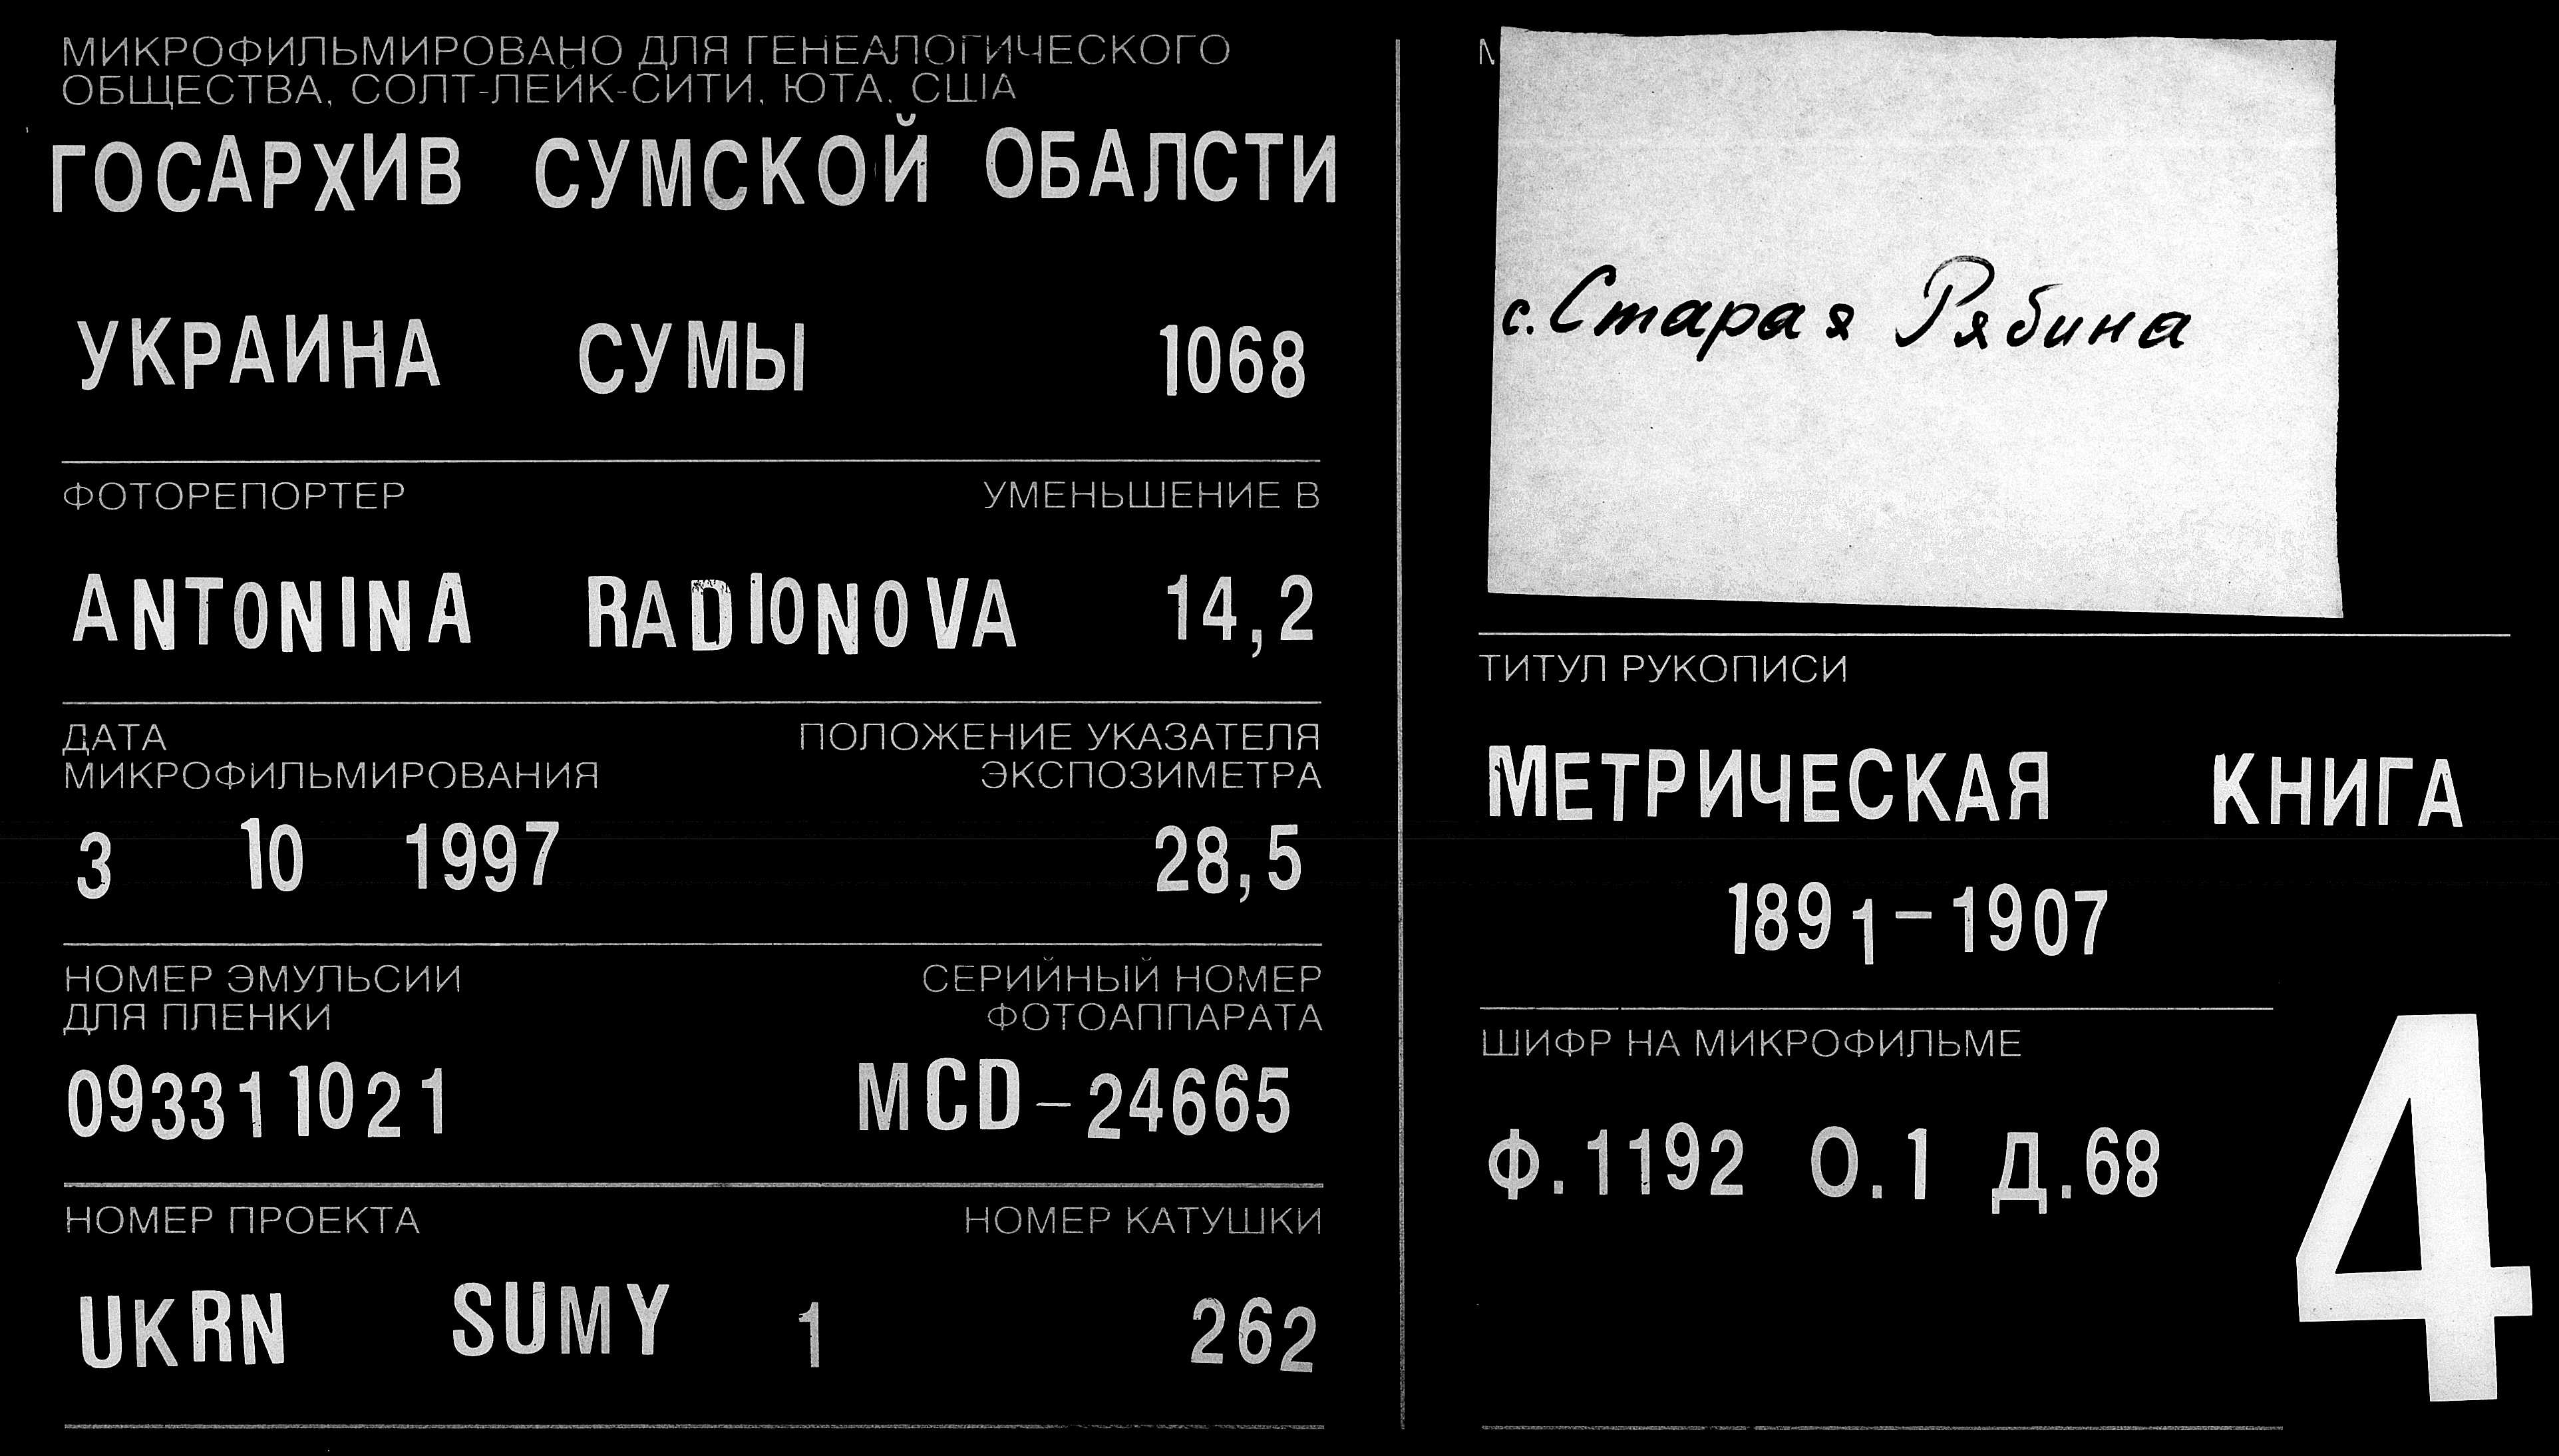 МИКРОФИЛЬМИРОВАНО ДЛЯ ГЕНЕАЛОГИЧЕСКОГО
ОБЩЕСТВА, СОЛТ-ЛЕЙК-СИТИ, ЮТА, США
ГОСАРХИВ СУМСКОЙ ОБАЛСТИ
УКРАИНА СУМЫ 1068
ФОТОРЕПОРТЕР УМЕНЬШЕНИЕ В
ANTONINA RADIONOVA 14,2
ДАТА
МИКРОФИЛЬМИРОВАНИЯ
ПОЛОЖЕНИЕ УКАЗАТЕЛЯ
ЭКСПОЗИМЕТРА
3 10 1997 28,5
НОМЕР ЭМУЛЬСИИ
ДЛЯ ПЛЕНКИ
СЕРИЙНЫЙ НОМЕР
ФОТОАППАРАТА
09331 1021 MCD-24665
НОМЕР ПРОЕКТА НОМЕР КАТУШКИ
UKRN SUMY 1 262
с. Старая Рябина
ТИТУЛ РУКОПИСИ
МЕТРИЧЕСКАЯ КНИГА
1891-1907
ШИФР НА МИКРОФИЛЬМЕ
Ф.1192 О.1 Д.68
4